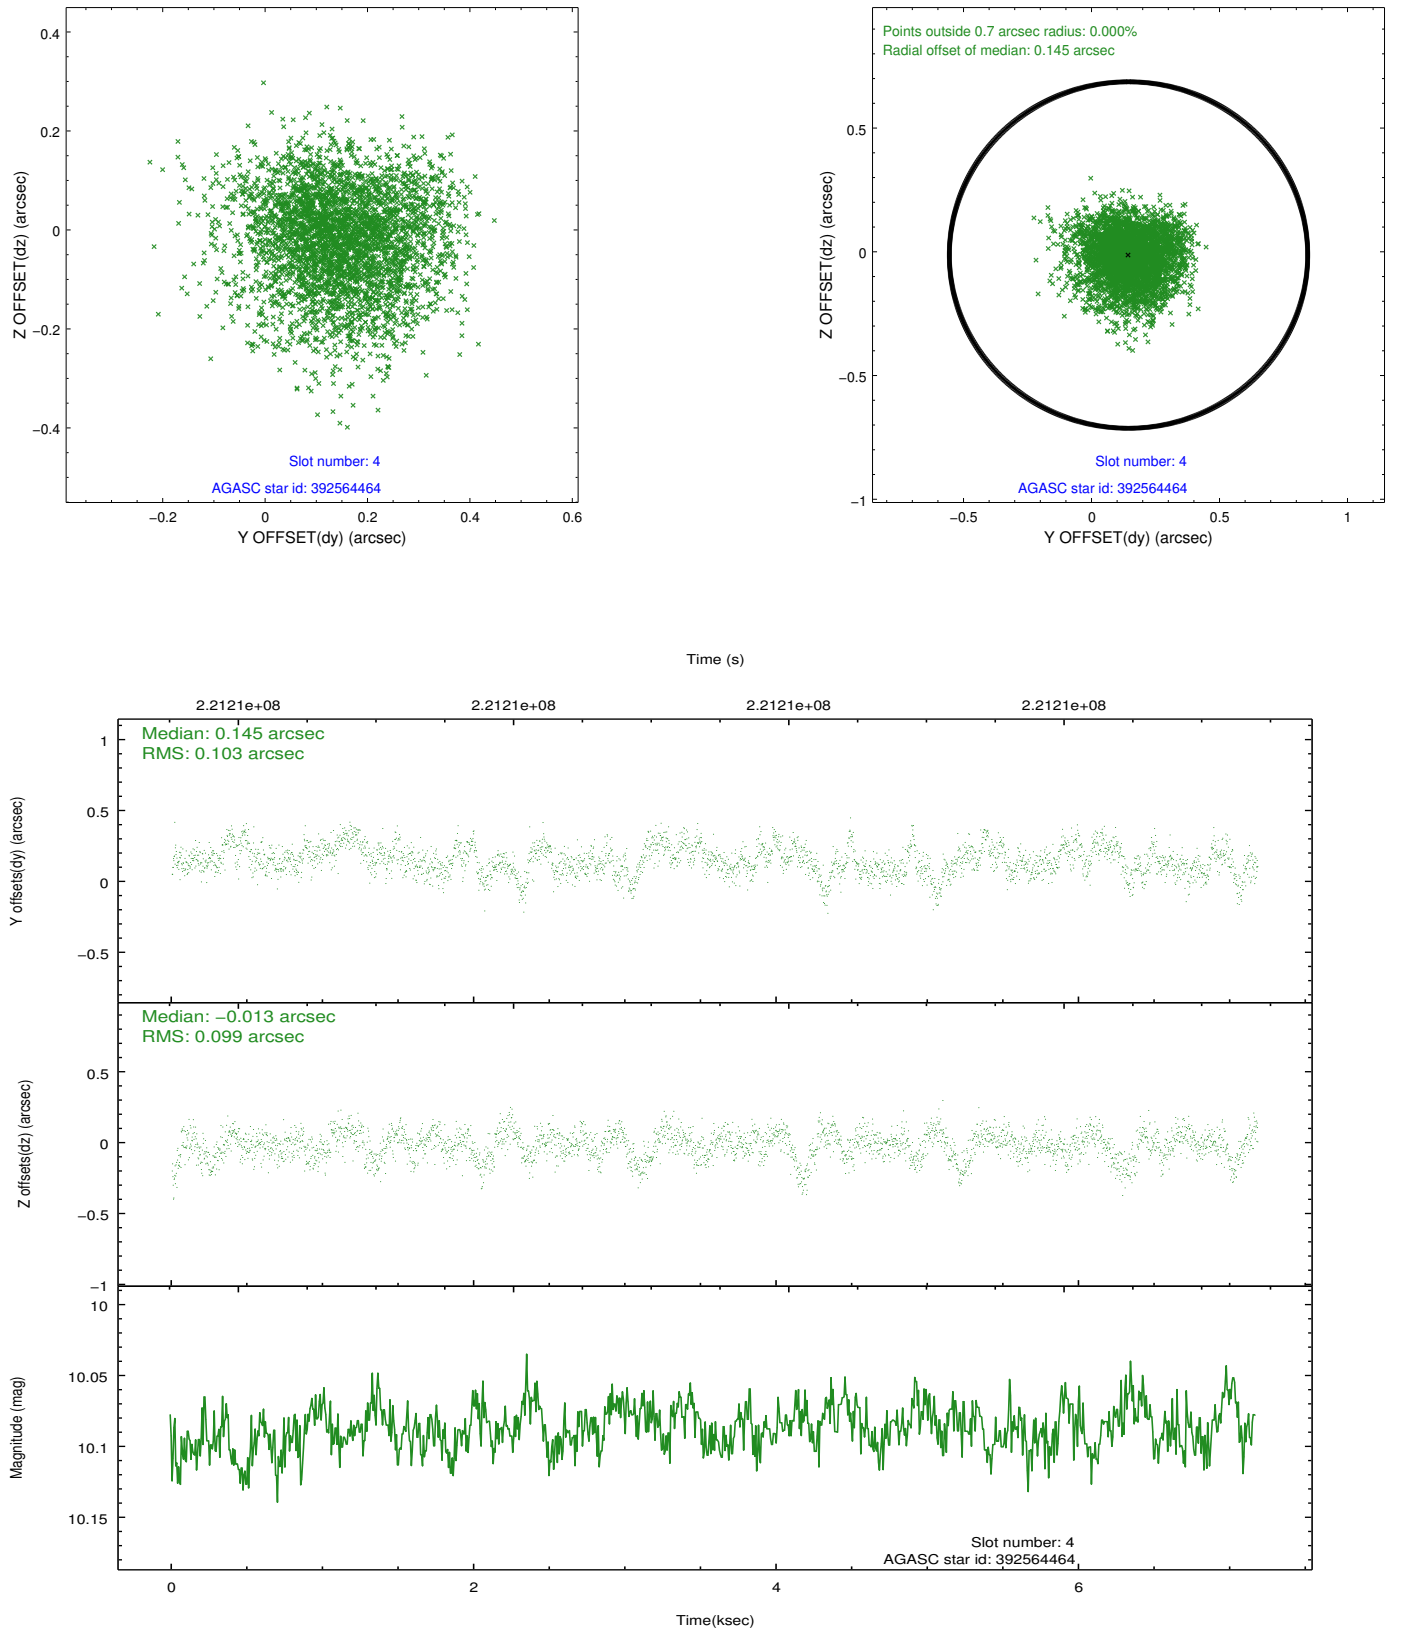 0.4
0.2
0
−0.2
−0.4
Z OFFSET(dz) (arcsec)
Slot number: 4
AGASC star id: 392564464
−0.2 0 0.2 0.4 0.6
Y OFFSET(dy) (arcsec)
Points outside 0.7 arcsec radius: 0.000%
Radial offset of median: 0.145 arcsec
0.5
0
−0.5
−1
Z OFFSET(dz) (arcsec)
Slot number: 4
AGASC star id: 392564464
−0.5 0 0.5 1
Y OFFSET(dy) (arcsec)
Time (s)
2.2121e+08 2.2121e+08 2.2121e+08 2.2121e+08
Median: 0.145 arcsec
RMS: 0.103 arcsec
1
0.5
0
−0.5
Y offsets(dy) (arcsec)
Median: −0.013 arcsec
RMS: 0.099 arcsec
0.5
0
−0.5
−1
Z offsets(dz) (arcsec)
10
10.05
10.1
10.15
Magnitude (mag)
Slot number: 4
AGASC star id: 392564464
0 2 4 6
Time(ksec)